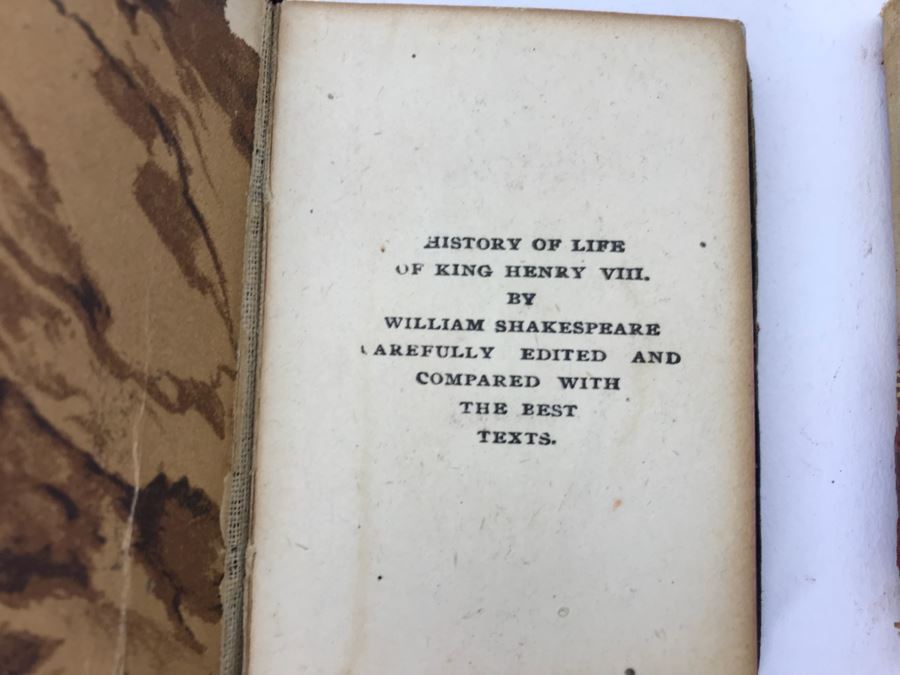 HISTORY OF LIFE
OF KING HENRY VIII.
BY
WILLIAM SHAKESPEARE
CAREFULLY EDITED AND
COMPARED WITH
THE BEST
TEXTS.